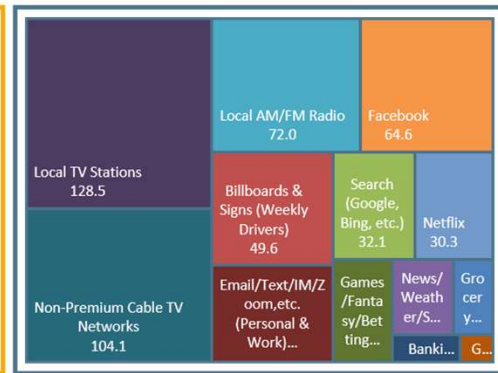 Local TV Stations
128.5
Non-Premium Cable TV
Networks
104.1
Local AM/FM Radio
72.0
Facebook
64.6
Billboards &
Signs (Weekly
Drivers)
49.6
Search
(Google,
Bing, etc.)
32.1
Netflix
30.3
Email/Text/IM/Z
oom,etc.
(Personal &
Work)...
Games
/Fanta
sy/Bet
ting...
News/
Weath
er/S...
Gro
cer
y...
Banki...
G...